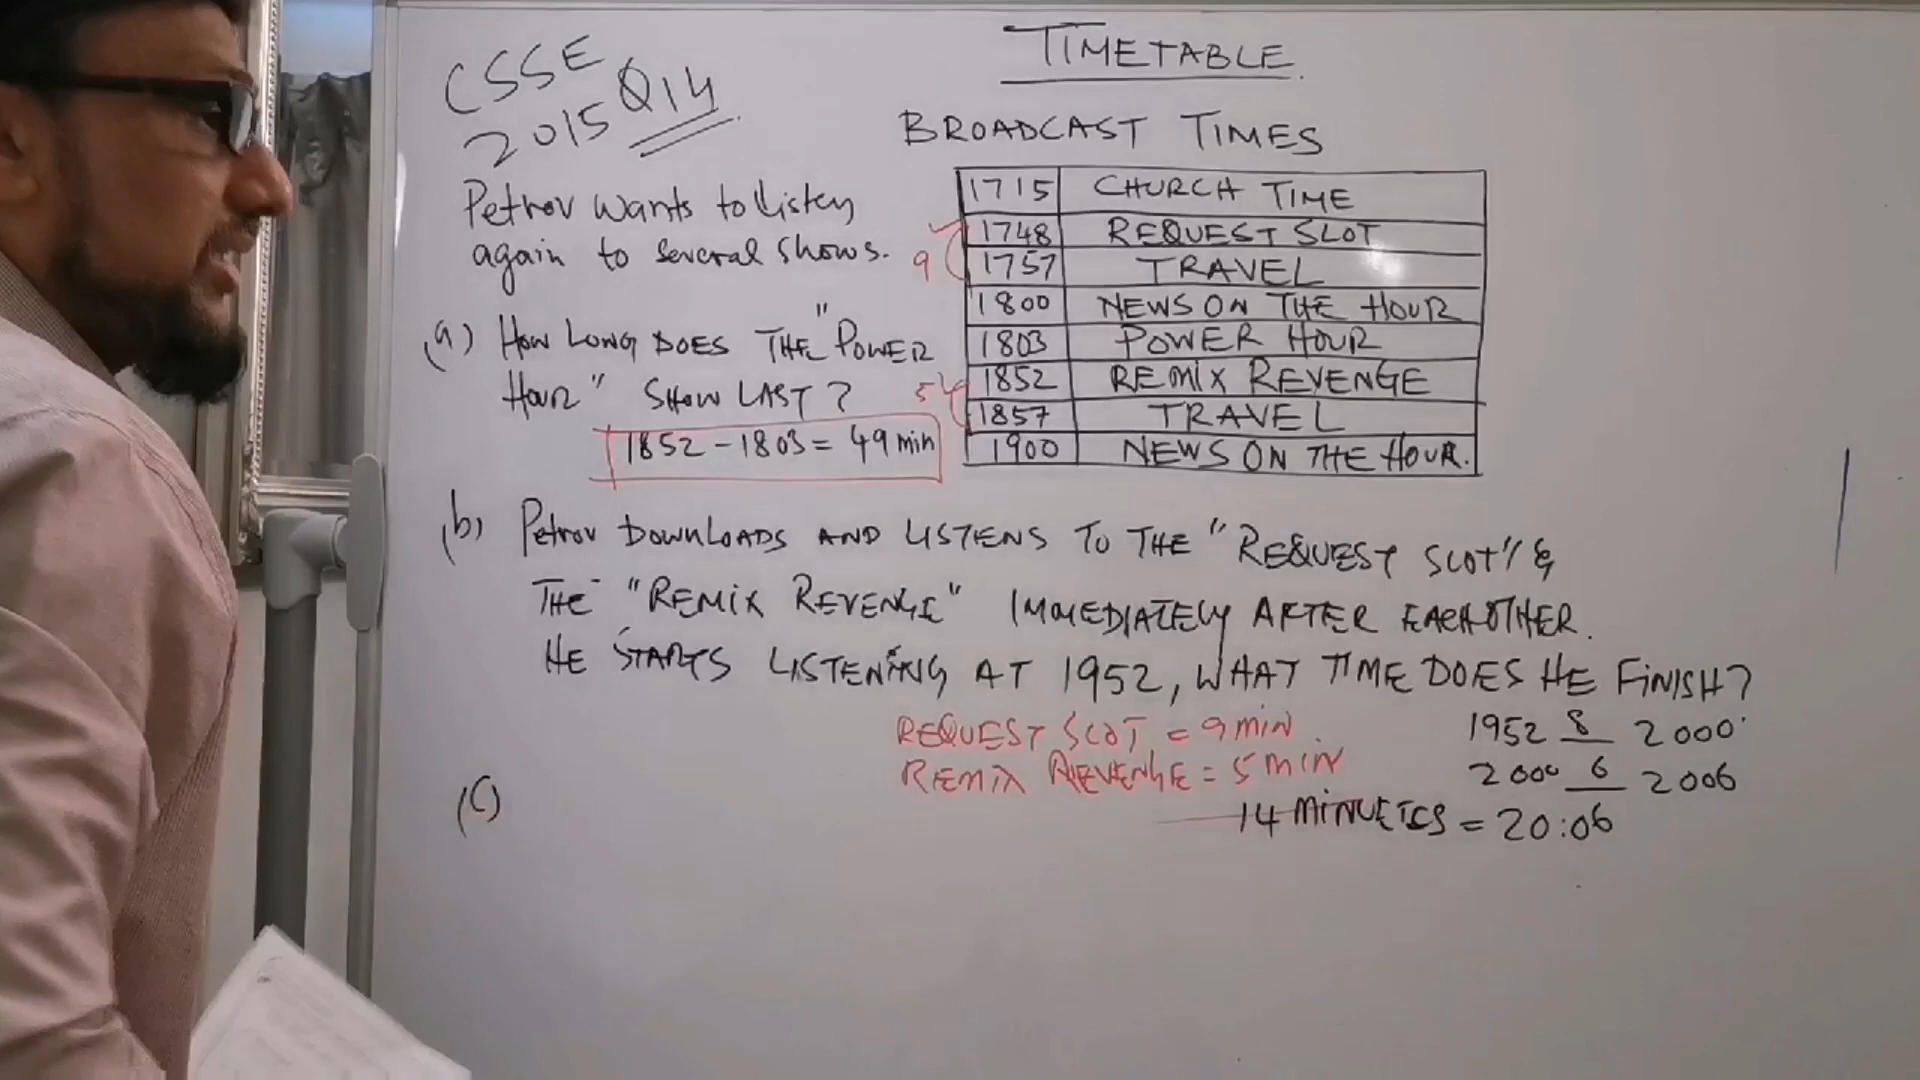 CSSE
2015 Q14
TIMETABLE.
BROADCAST TIMES
1715 CHURCH TIME
1748 REQUEST SLOT
1757 TRAVEL
1800 NEWS ON THE HOUR
1803 POWER HOUR
1852 REMIX REVENGE
1857 TRAVEL
1900 NEWS ON THE HOUR.
9
5
Petrov wants to listen
again to several shows.
(a) HOW LONG DOES THE "POWER
HOUR" SHOW LAST?
1852 - 1803 = 49 min
(b) Petrov DOWNLOADS AND LISTENS TO THE "REQUEST SLOT" &
THE "REMIX REVENGE" IMMEDIATELY AFTER EACH OTHER.
HE STARTS LISTENING AT 1952, WHAT TIME DOES HE FINISH?
REQUEST SLOT = 9 min
REMIX REVENGE = 5 MIN
1952 8 2000
2000 6 2006
14 MINUETES = 20:06
(C)